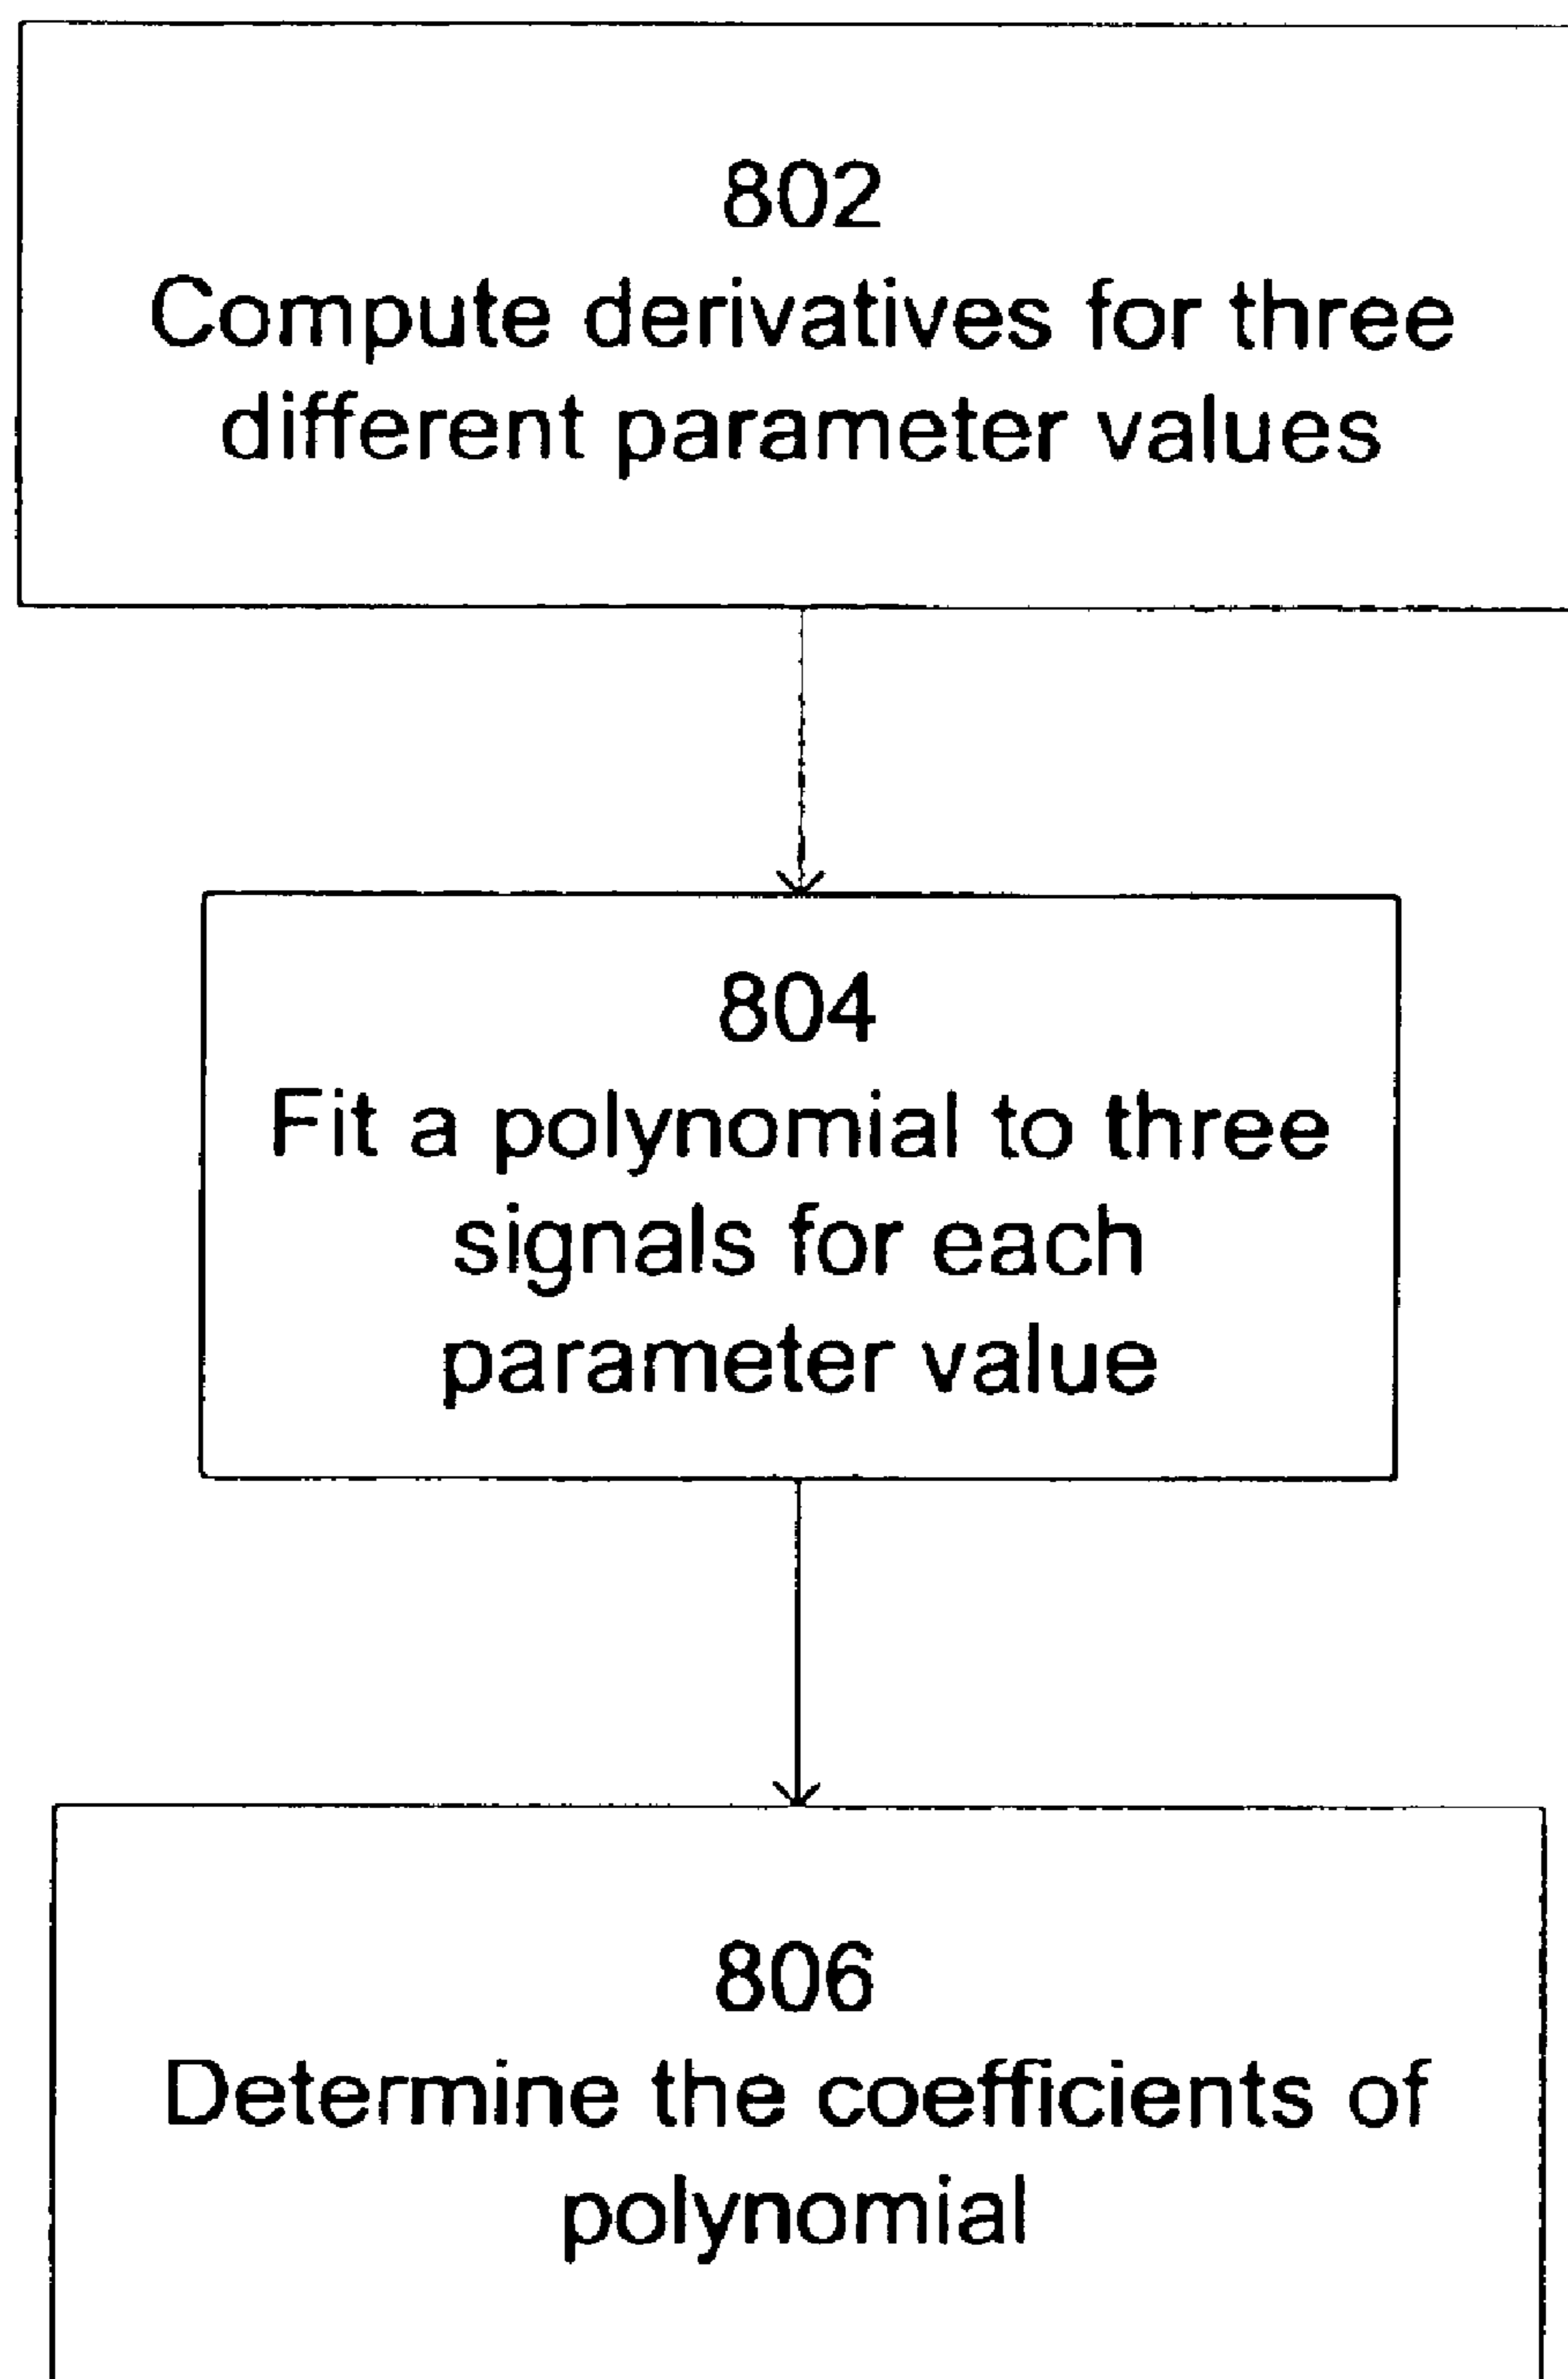 802
Compute derivatives for three
different parameter values
804
Fit a polynomial to three
signals for each
parameter value
806
Determine the coefficients of
polynomial